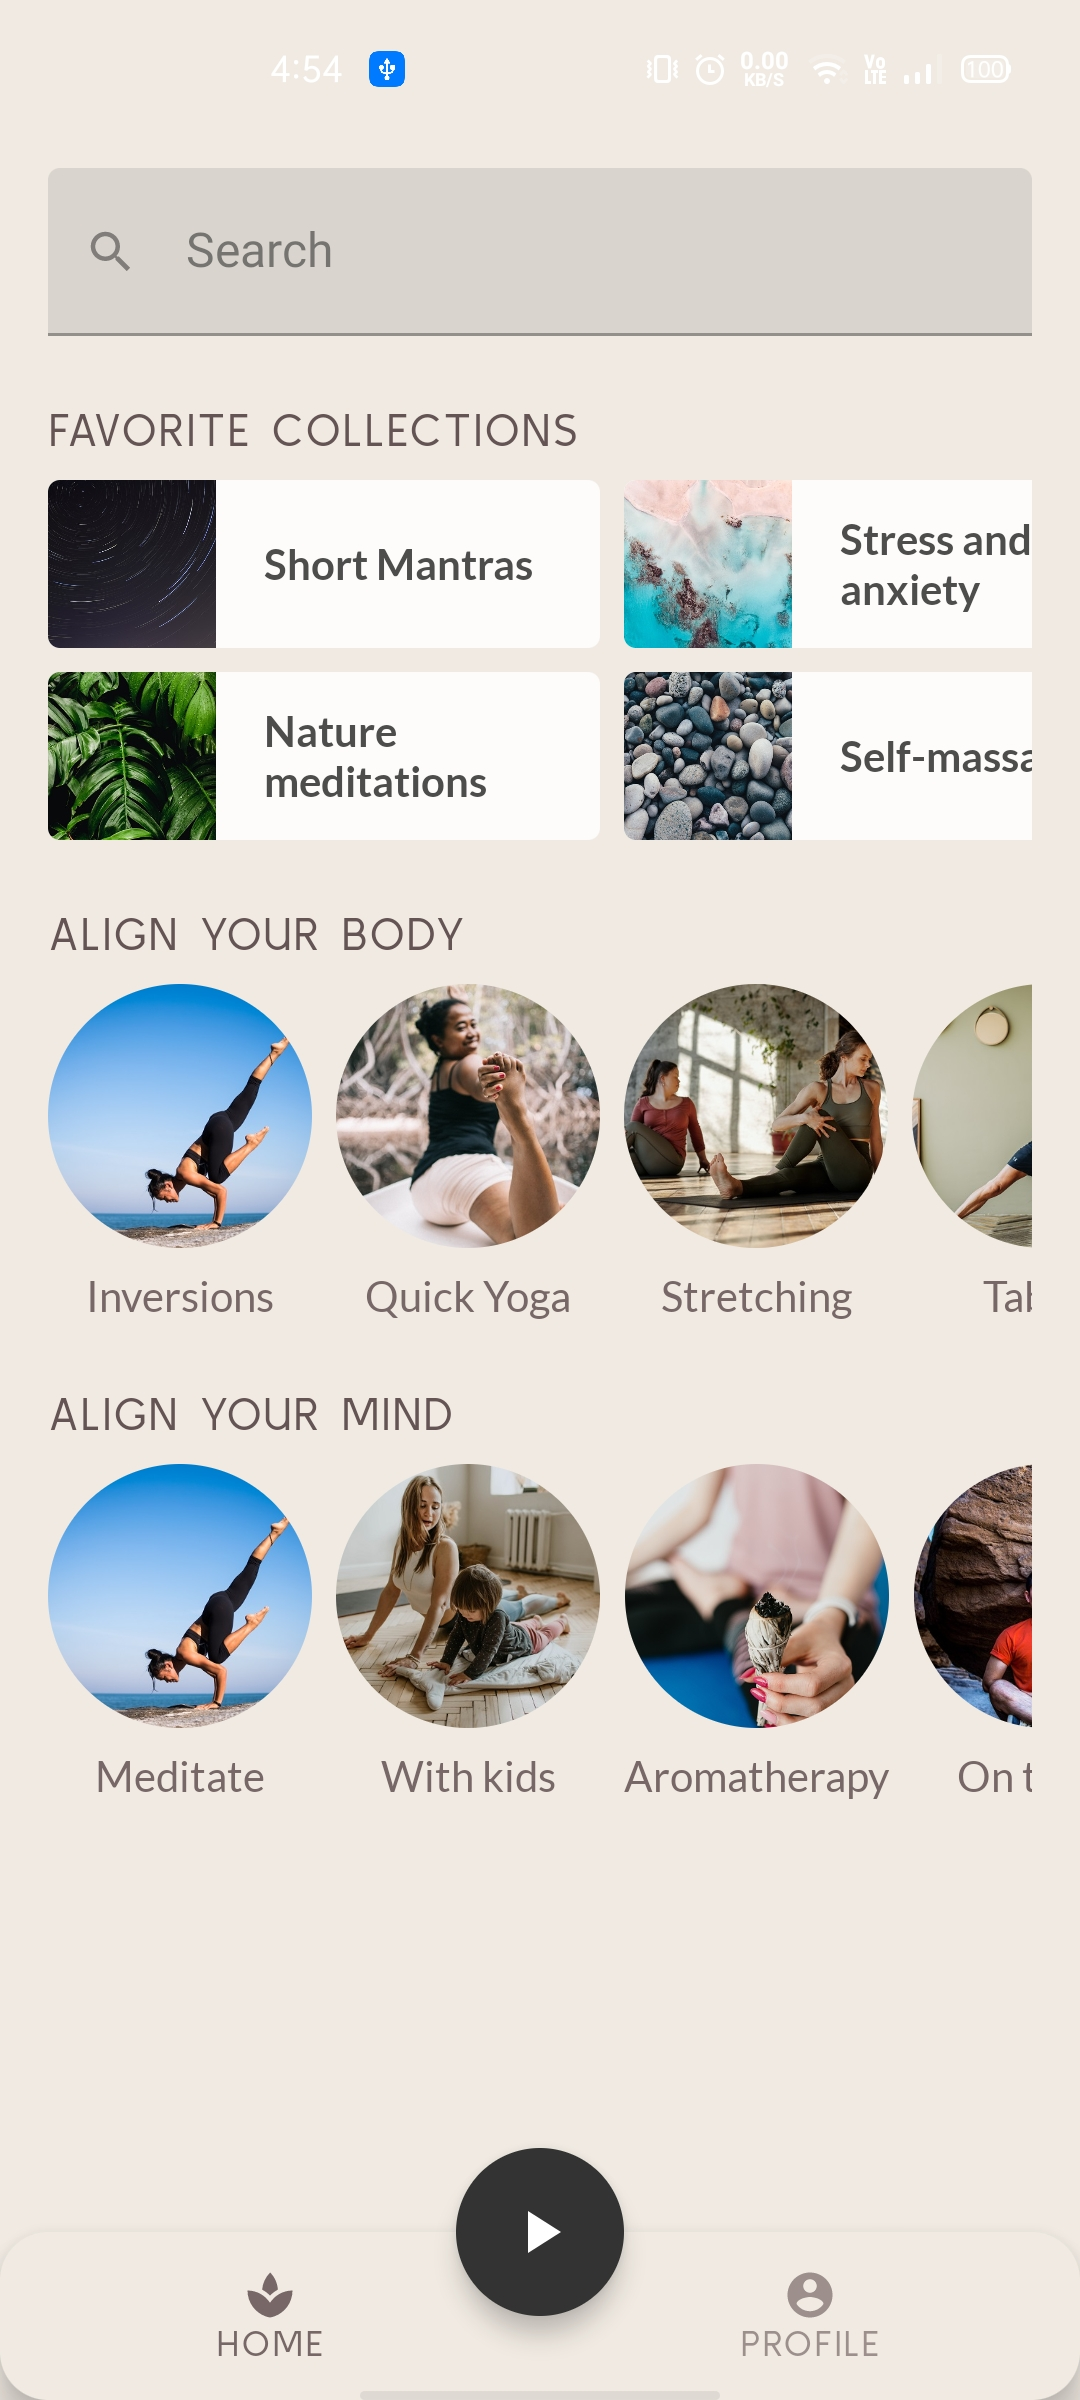 4:54 0.00 KB/S Vo LTE 100
Search
FAVORITE COLLECTIONS
Short Mantras
Stress and
anxiety
Nature
meditations
Self-massa
ALIGN YOUR BODY
Inversions Quick Yoga Stretching Tab
ALIGN YOUR MIND
Meditate With kids Aromatherapy On t
HOME PROFILE